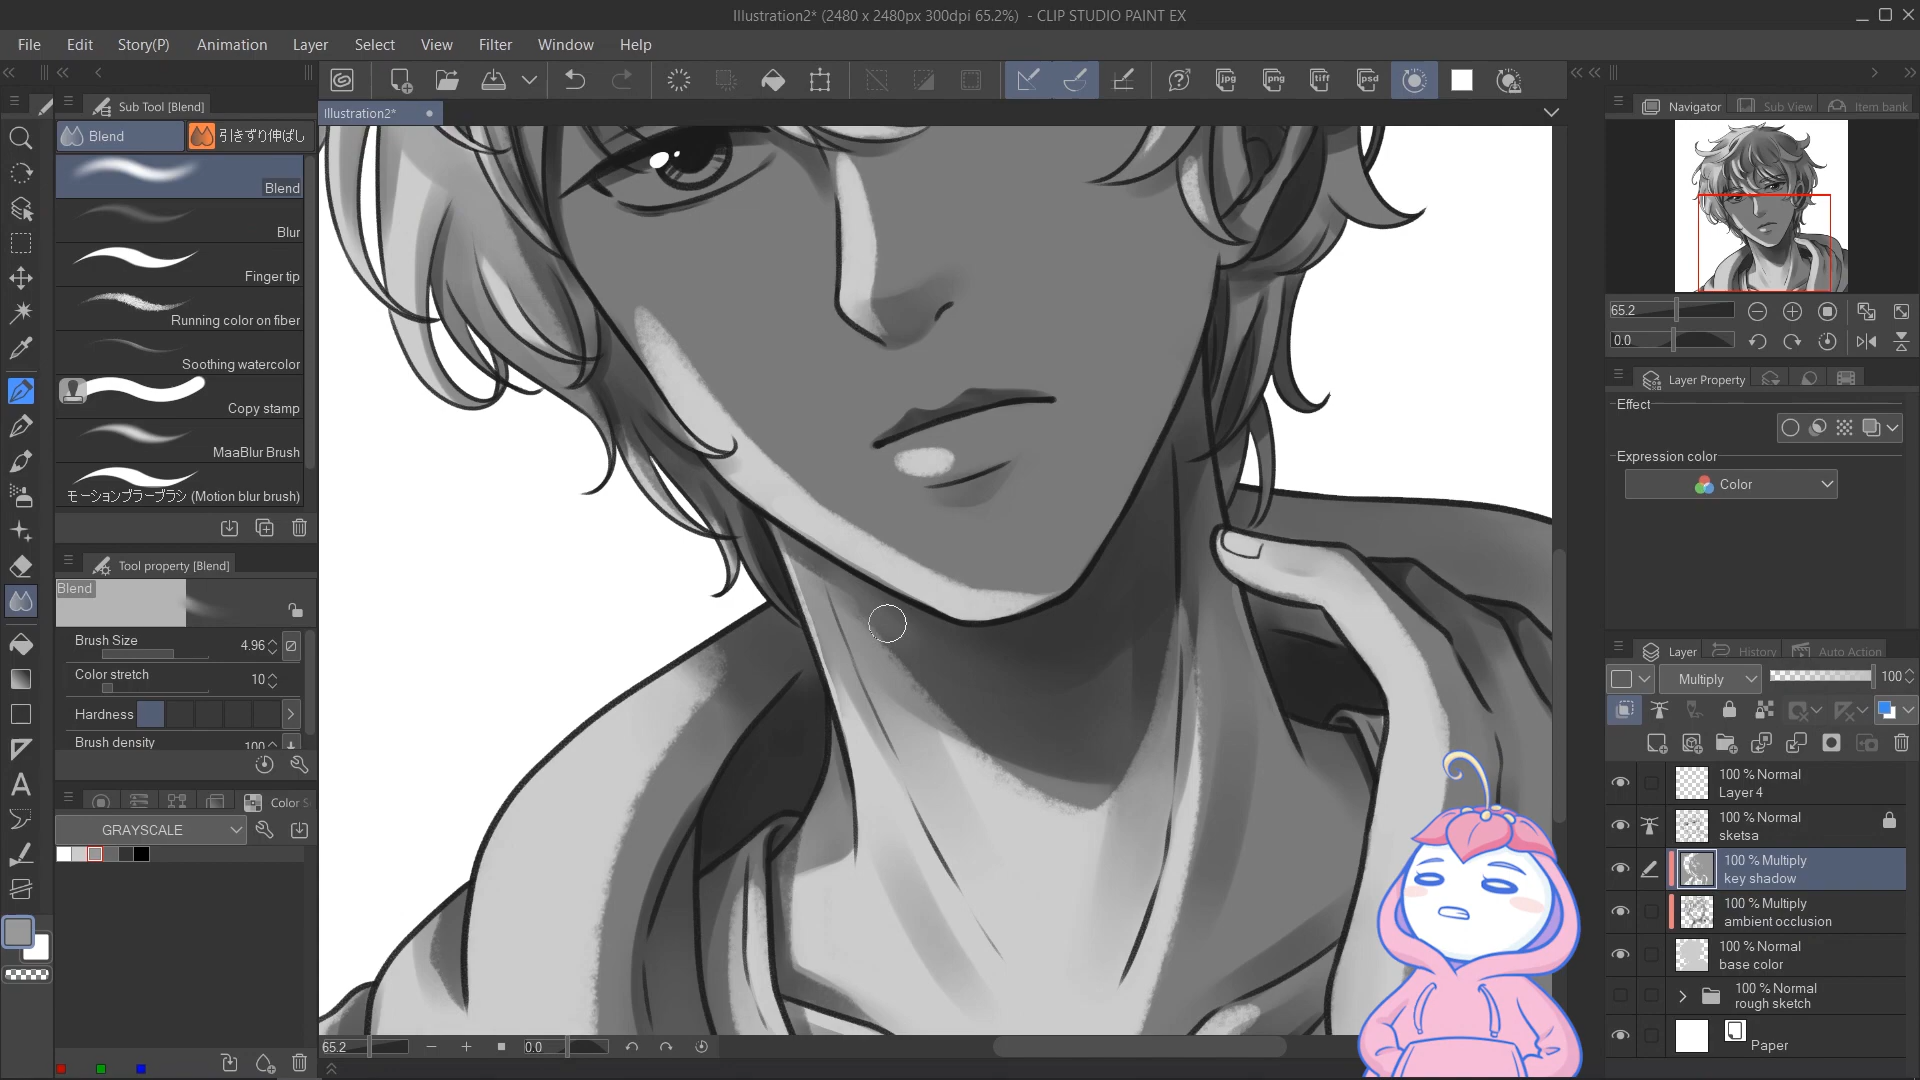 Illustration2* (2480 x 2480px 300dpi 65.2%) - CLIP STUDIO PAINT EX
File Edit Story(P) Animation Layer Select View Filter Window Help
jpg png tiff psd
Sub Tool [Blend]
Illustration2*
Navigator Sub View Item bank
Blend 引きずり伸ばし
Blend
Blur
Finger tip
Running color on fiber
Soothing watercolor
Copy stamp
MaaBlur Brush
モーションブラーブラシ (Motion blur brush)
65.2
0.0
Layer Property
Effect
Expression color
Color
Tool property [Blend]
Blend
Brush Size 4.96
Color stretch 10
Hardness
Brush density 100
Color S
GRAYSCALE
Layer History Auto Action
Multiply 100
100 % Normal
Layer 4
100 % Normal
sketsa
100 % Multiply
key shadow
100 % Multiply
ambient occlusion
100 % Normal
base color
100 % Normal
rough sketch
Paper
65.2 0.0